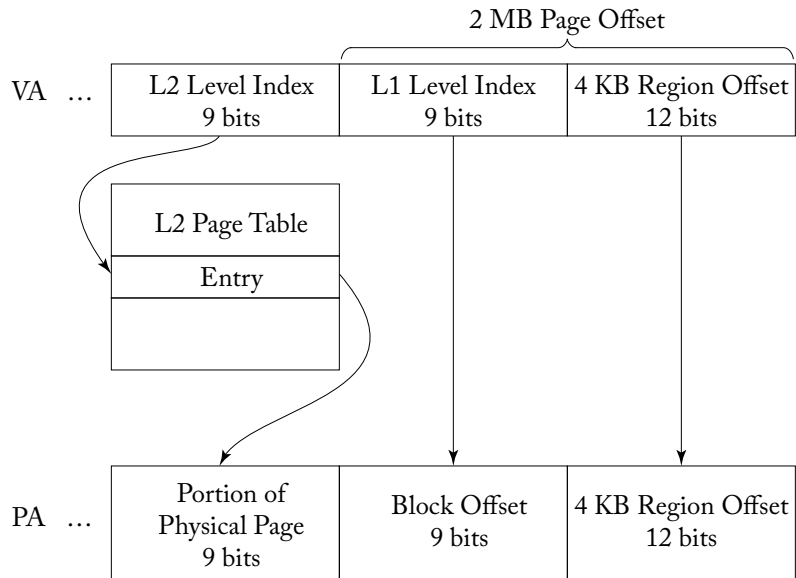 2 MB Page Offset
VA ...
L2 Level Index
9 bits
L1 Level Index
9 bits
4 KB Region Offset
12 bits
L2 Page Table
Entry
PA ...
Portion of
Physical Page
9 bits
Block Offset
9 bits
4 KB Region Offset
12 bits